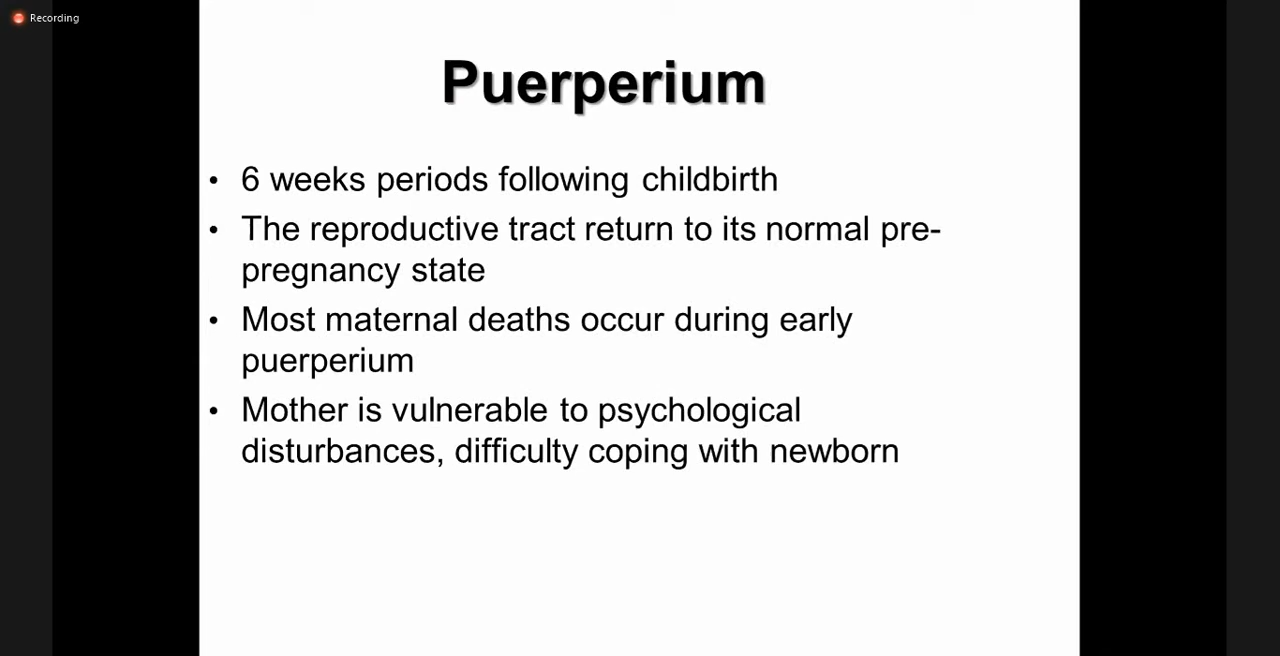 Recording
Puerperium
• 6 weeks periods following childbirth
• The reproductive tract return to its normal pre-
pregnancy state
• Most maternal deaths occur during early
puerperium
• Mother is vulnerable to psychological
disturbances, difficulty coping with newborn